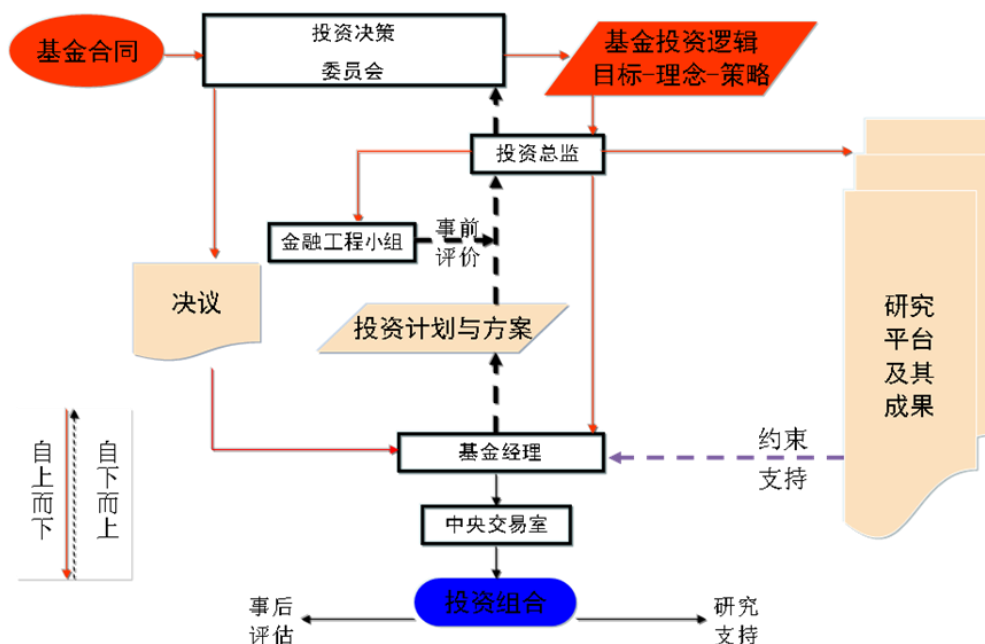 基金合同
投资决策
委员会
基金投资逻辑
目标-理念-策略
投资总监
金融工程小组
事前
评价
决议
投资计划与方案
研究
平台
及其
成果
基金经理
约束
支持
自上而下
自下而上
中央交易室
投资组合
事后
评估
研究
支持